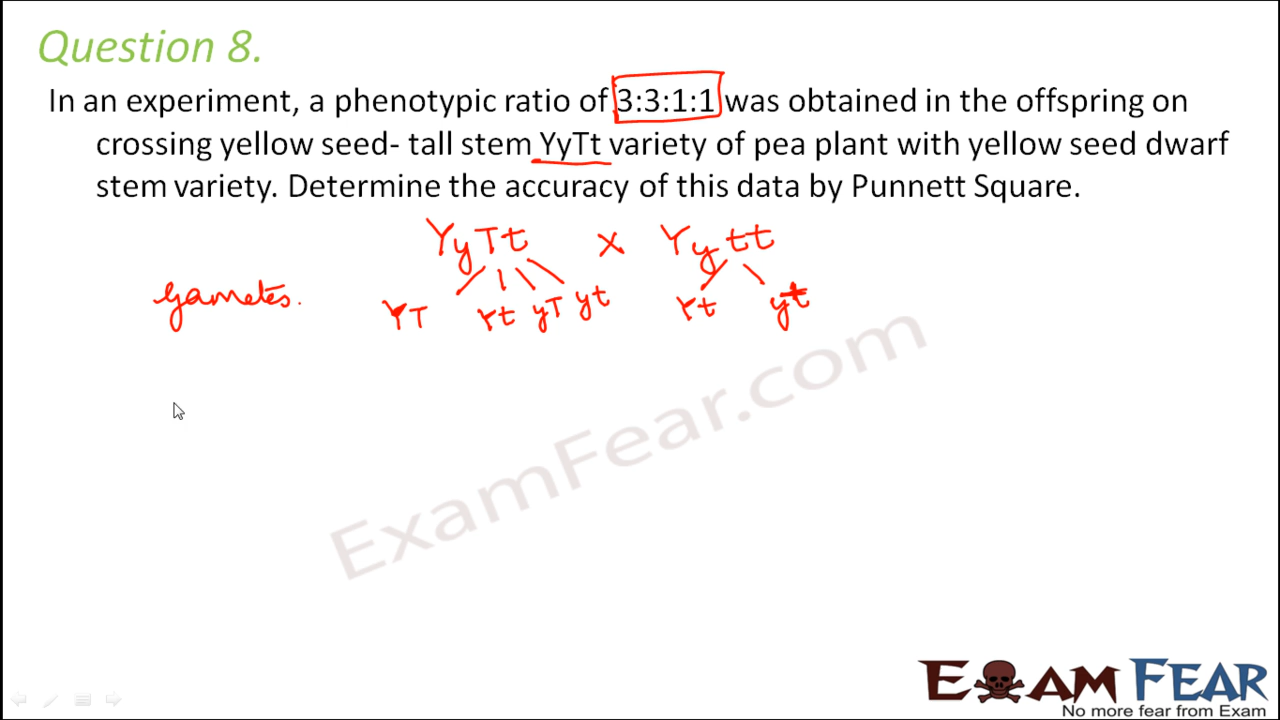 Question 8.
In an experiment, a phenotypic ratio of 3:3:1:1 was obtained in the offspring on
crossing yellow seed- tall stem YyTt variety of pea plant with yellow seed dwarf
stem variety. Determine the accuracy of this data by Punnett Square.
YyTt x Yytt
Gametes. YT Yt yT yt Yt yt
ExamFear.com
EXAM FEAR
No more fear from Exam